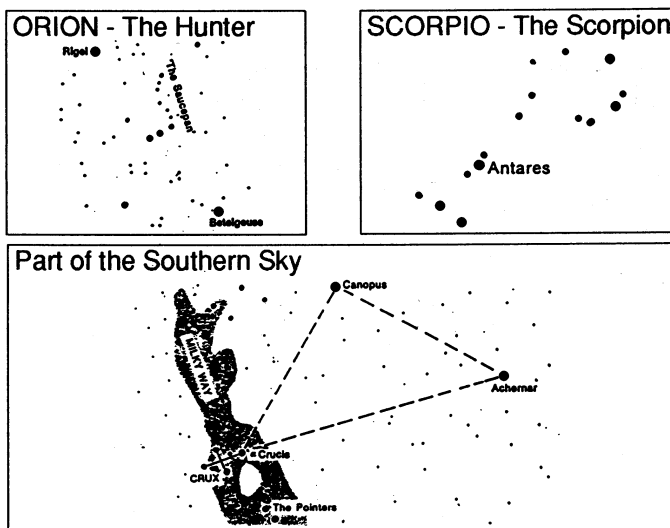 ORION - The Hunter
Rigel
"The Saucepan"
Betelgeuse
SCORPIO - The Scorpion
Antares
Part of the Southern Sky
Canopus
MILKY WAY
Achernar
Crucis
CRUX
The Pointers